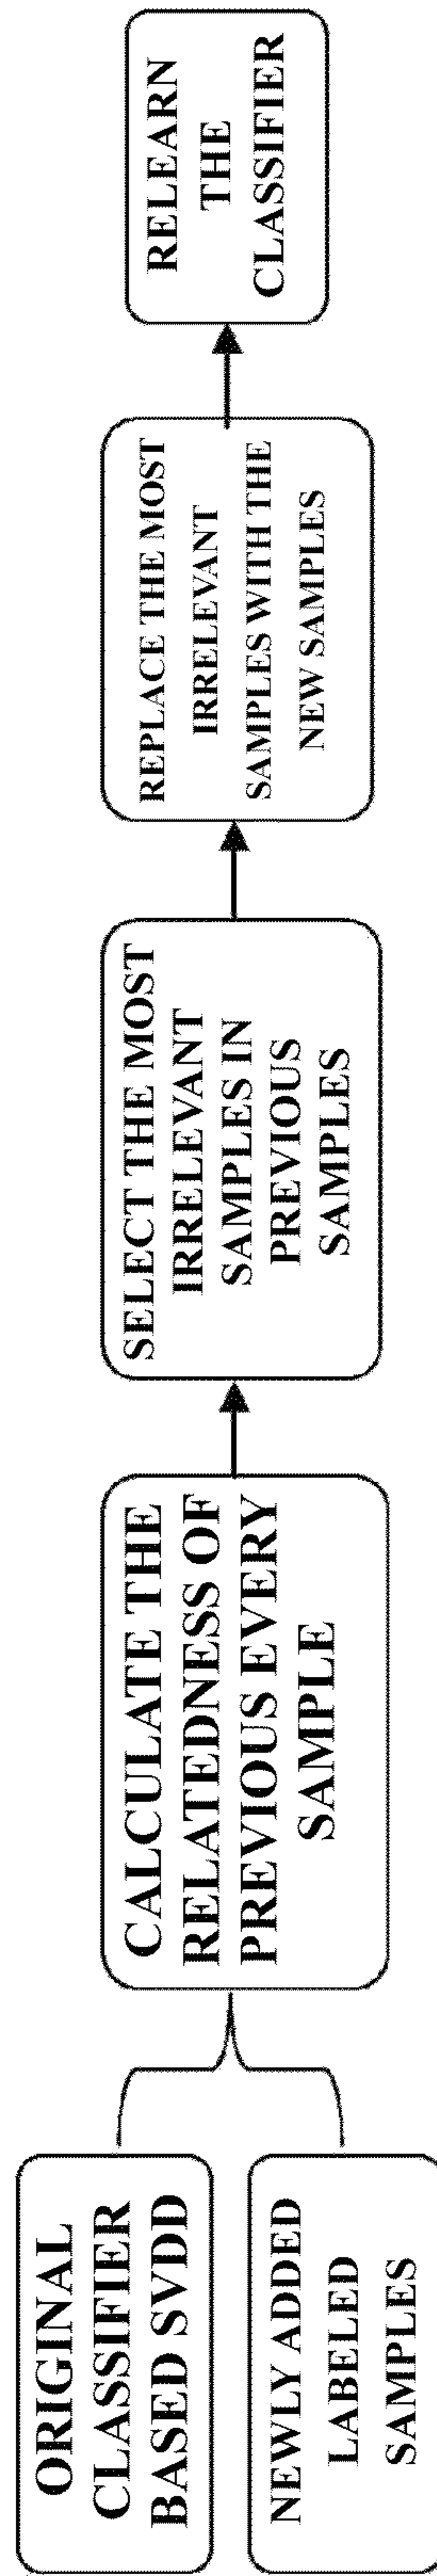 ORIGINAL
CLASSIFIER
BASED SVDD
NEWLY ADDED
LABELED
SAMPLES
CALCULATE THE
RELATEDNESS OF
PREVIOUS EVERY
SAMPLE
SELECT THE MOST
IRRELEVANT
SAMPLES IN
PREVIOUS
SAMPLES
REPLACE THE MOST
IRRELEVANT
SAMPLES WITH THE
NEW SAMPLES
RELEARN
THE
CLASSIFIER